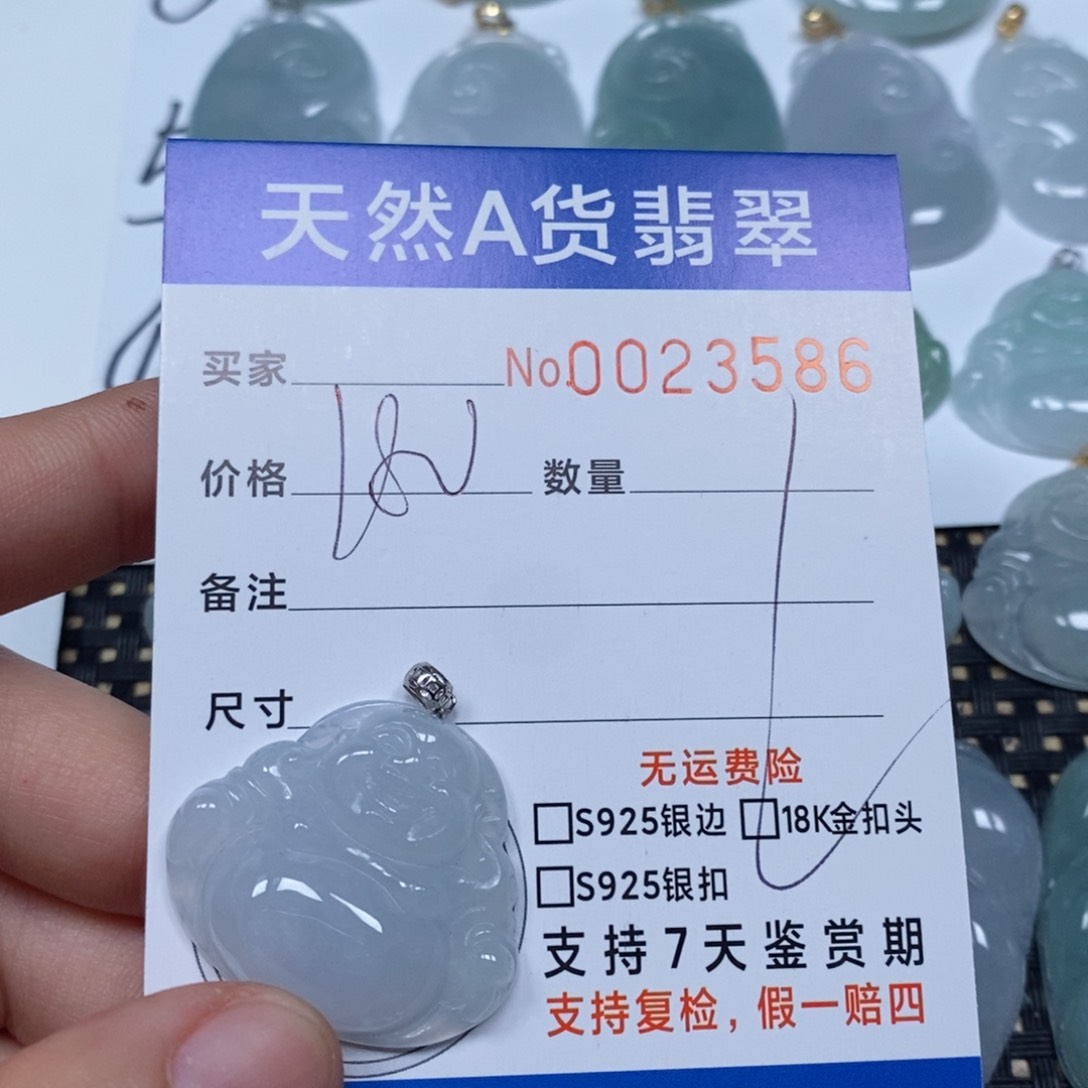 天然A货翡翠
买家 No.0023586
价格 数量
备注
尺寸
无运费险
S925银边 18K金扣头
S925银扣
支持7天鉴赏期
支持复检，假一赔四